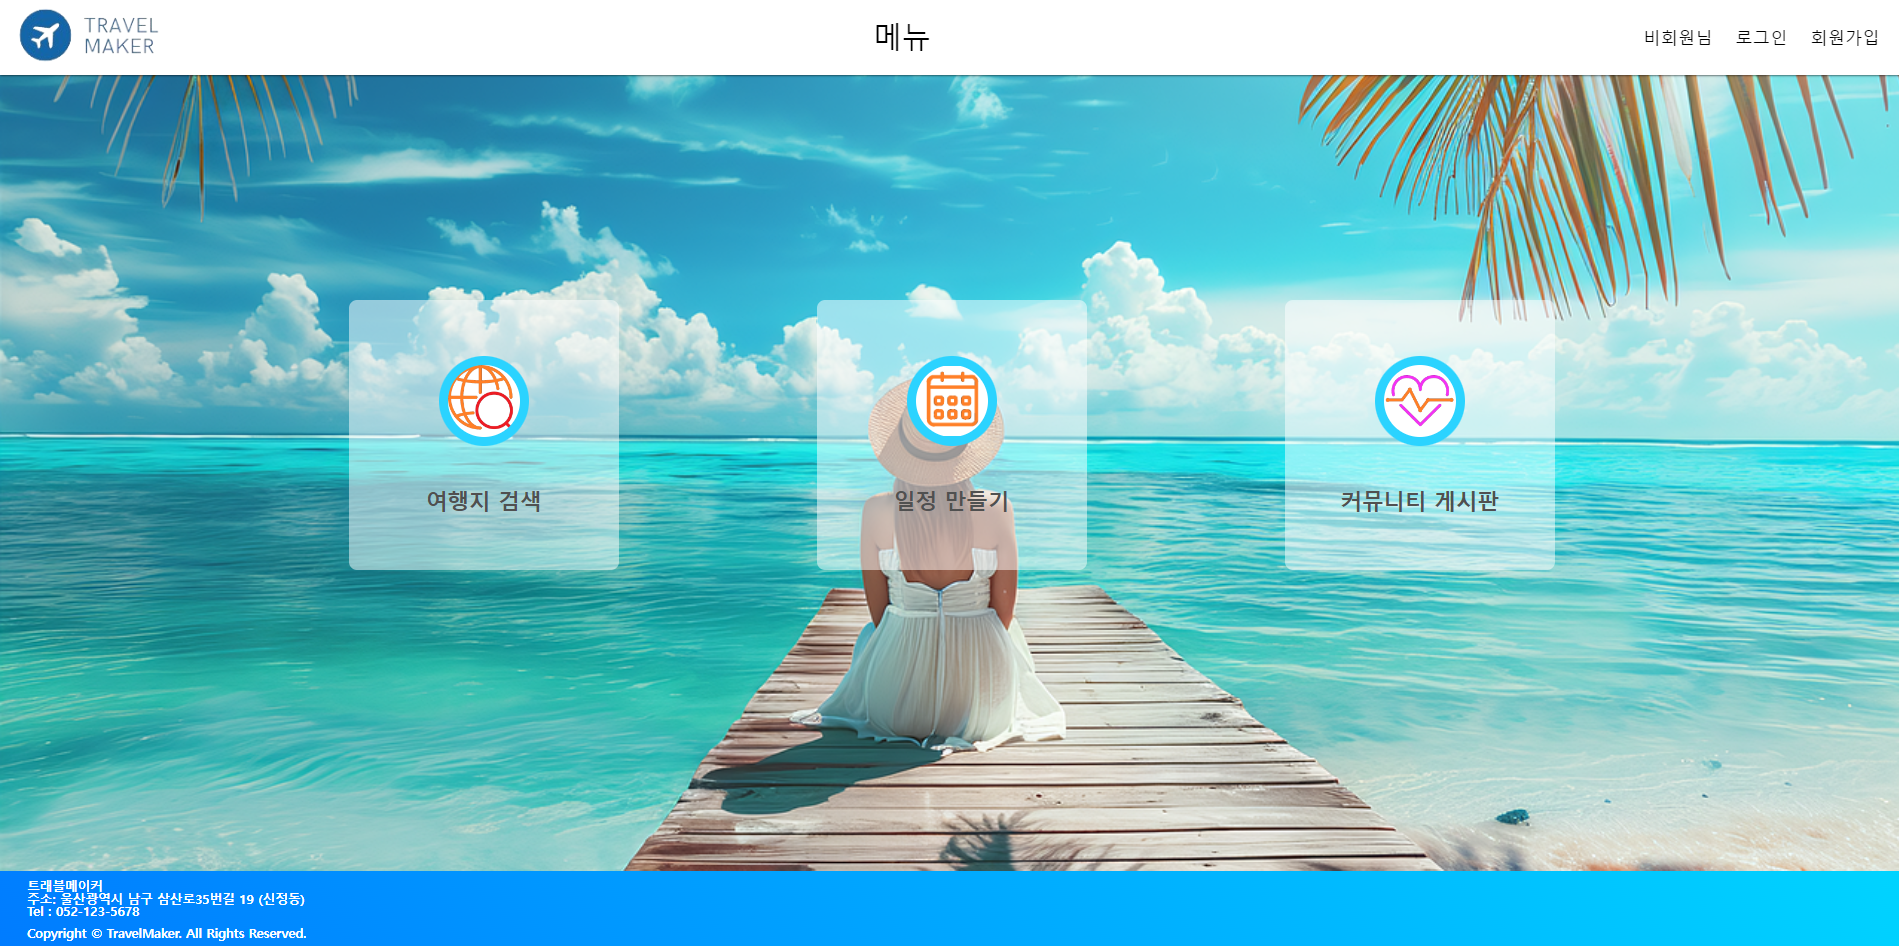 TRAVEL
MAKER
메뉴
비회원님 로그인 회원가입
여행지 검색
일정 만들기
커뮤니티 게시판
트래블메이커
주소: 울산광역시 남구 삼산로35번길 19 (신정동)
Tel : 052-123-5678
Copyright © TravelMaker. All Rights Reserved.